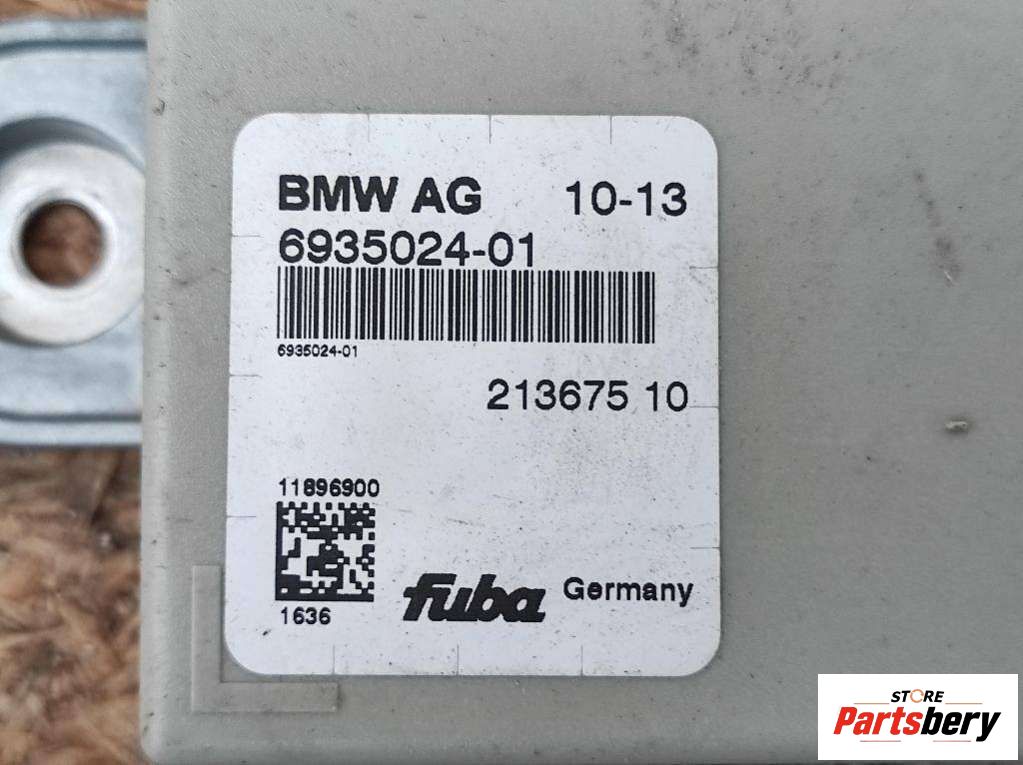 BMW AG 10-13
6935024-01
6935024-01
213675 10
11896900
1636
fuba Germany
STORE
Partsbery